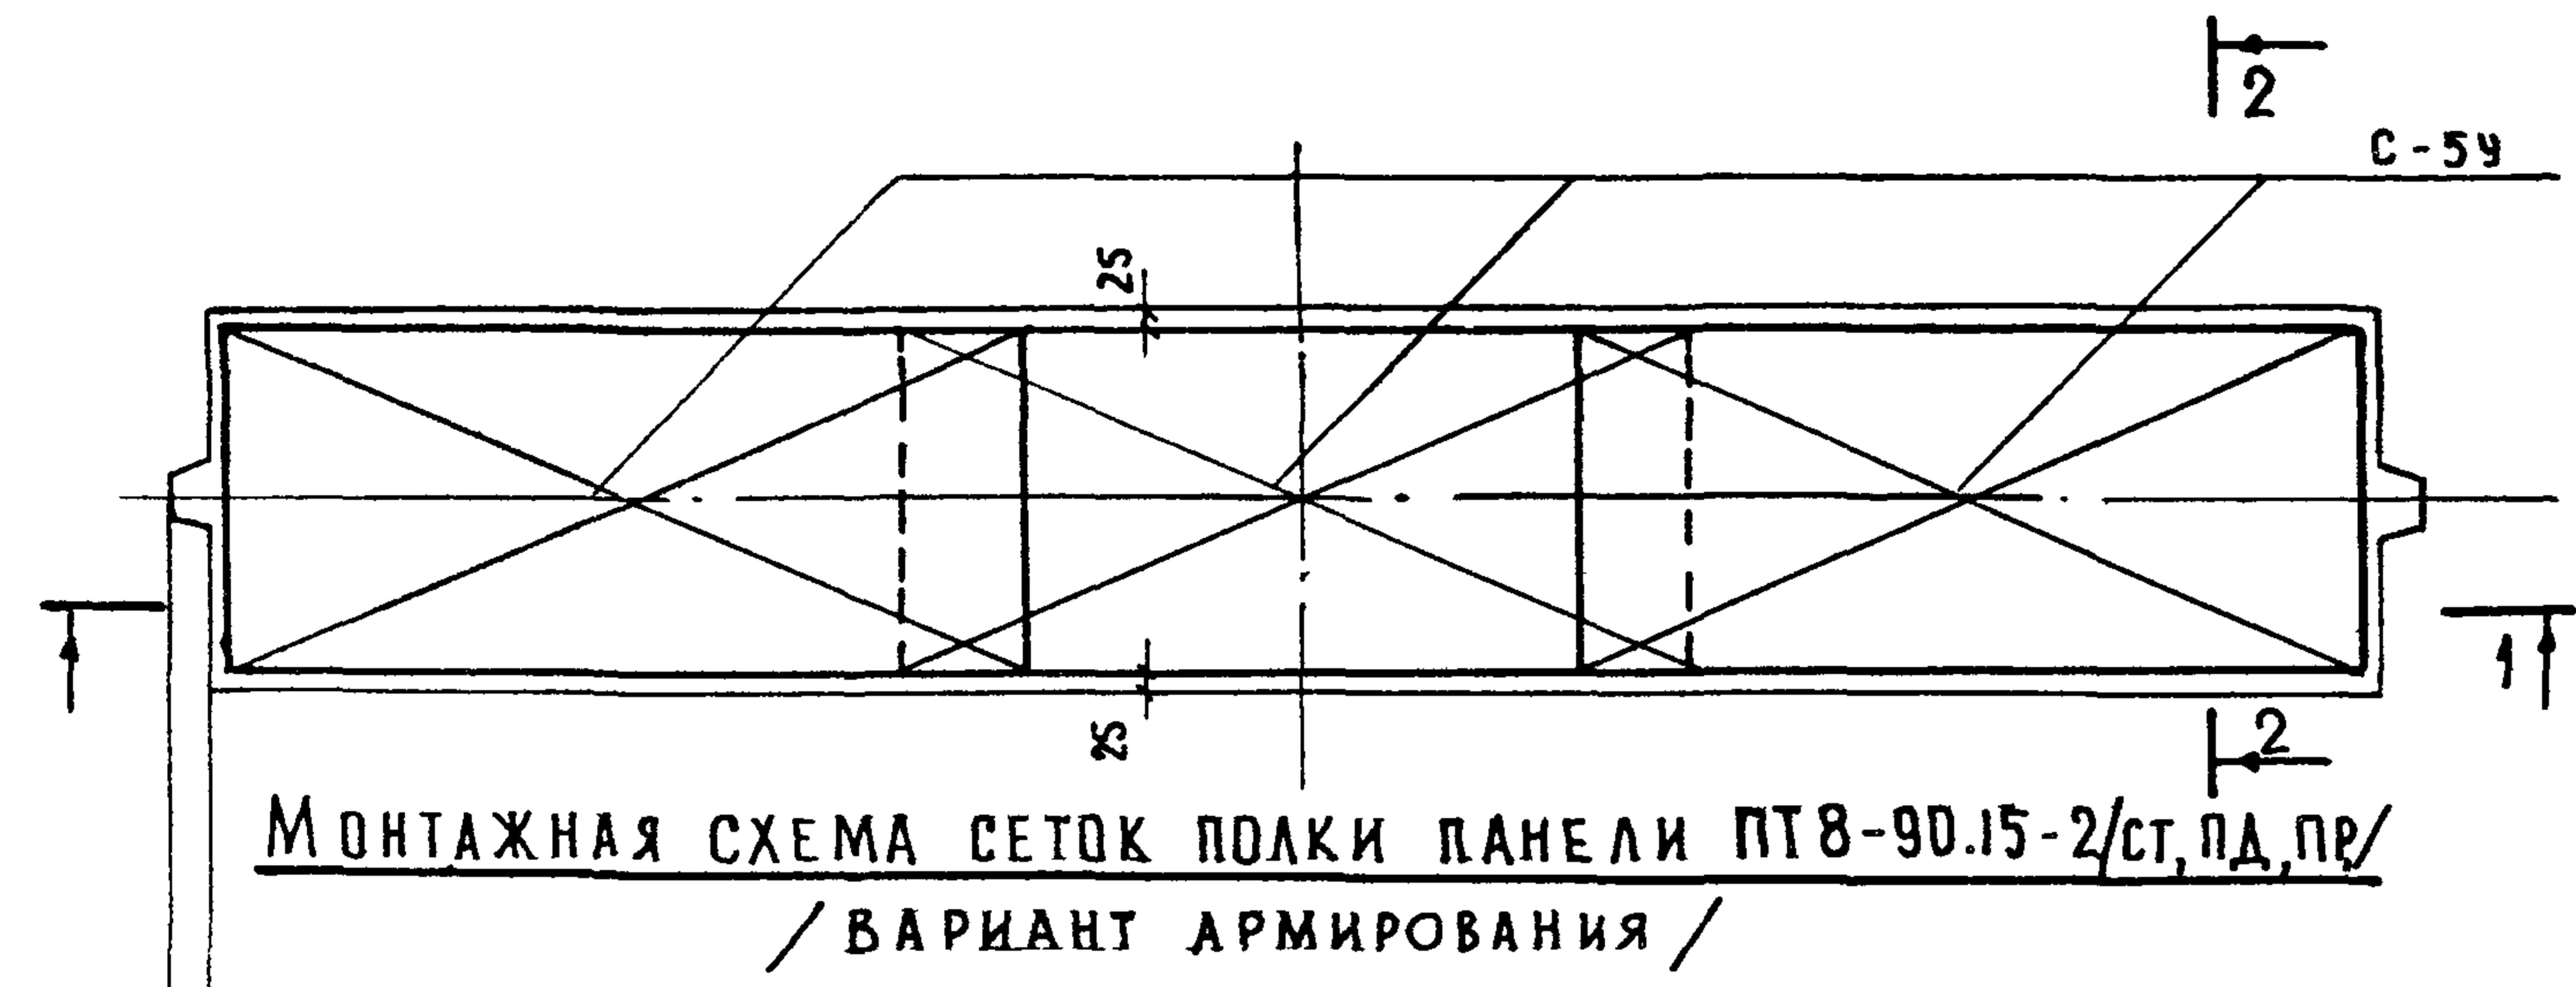 2
С-5У
25
1
25
2
МОНТАЖНАЯ СХЕМА СЕТОК ПОЛКИ ПАНЕЛИ ПТ8-90.15-2/СТ, ПД, ПР/
/ВАРИАНТ АРМИРОВАНИЯ/